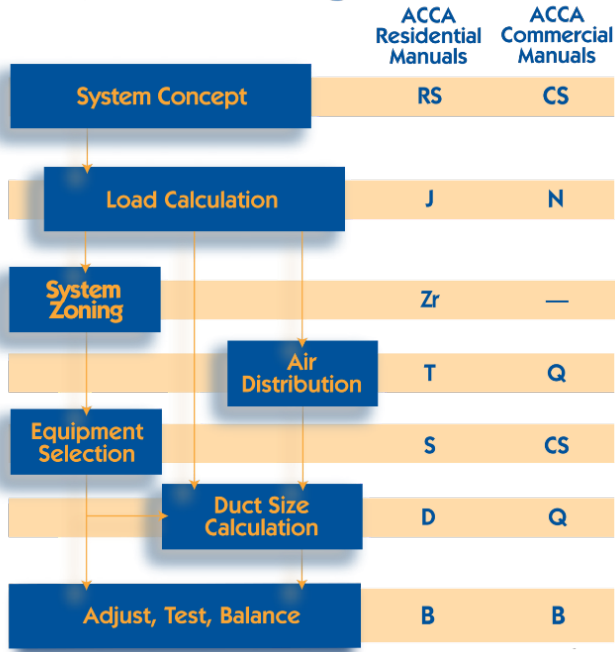 ACCA
Residential
Manuals
ACCA
Commercial
Manuals
System Concept
RS
CS
Load Calculation
J
N
System
Zoning
Zr
—
Air
Distribution
T
Q
Equipment
Selection
S
CS
Duct Size
Calculation
D
Q
Adjust, Test, Balance
B
B